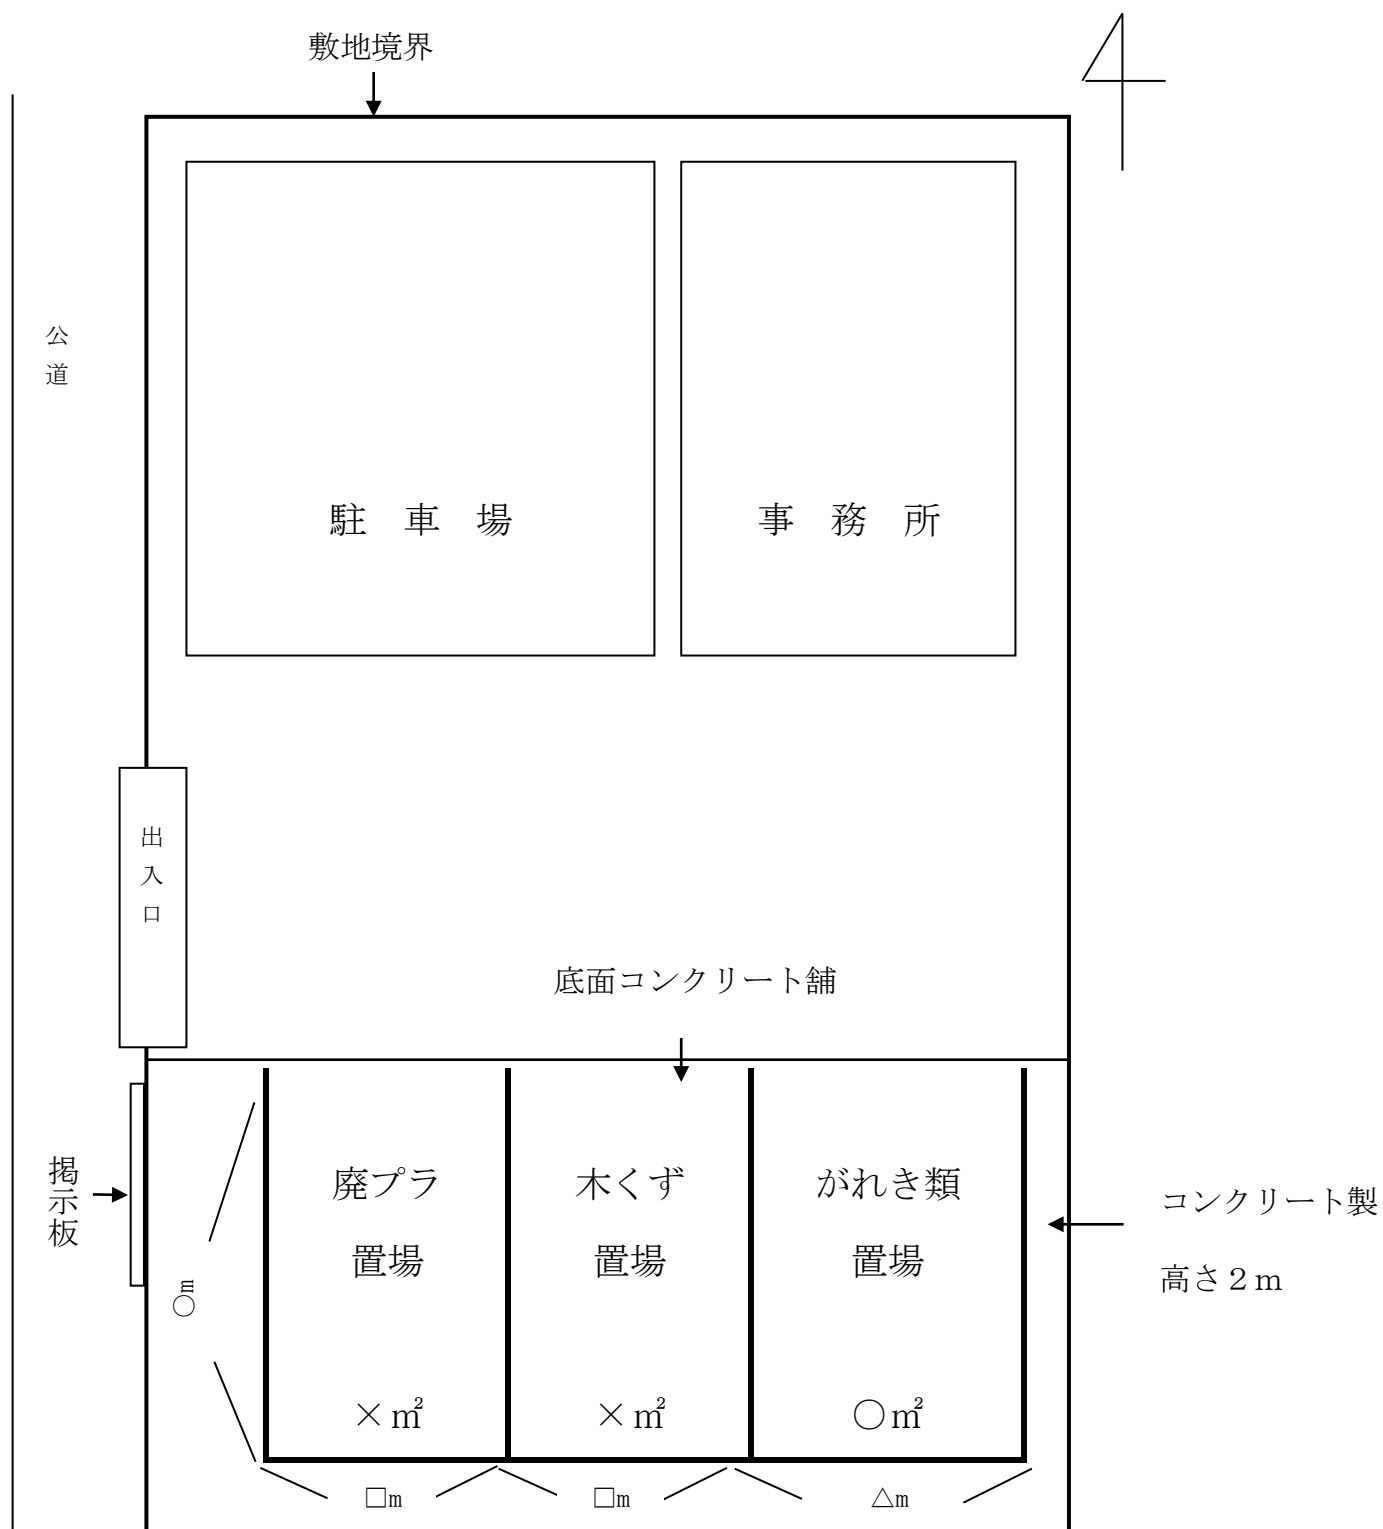 敷地境界
公道
駐車場
事務所
出入口
底面コンクリート舗
掲示板
廃プラ
置場
×㎡
木くず
置場
×㎡
がれき類
置場
○㎡
コンクリート製
高さ２ｍ
○m
□m
□m
△m